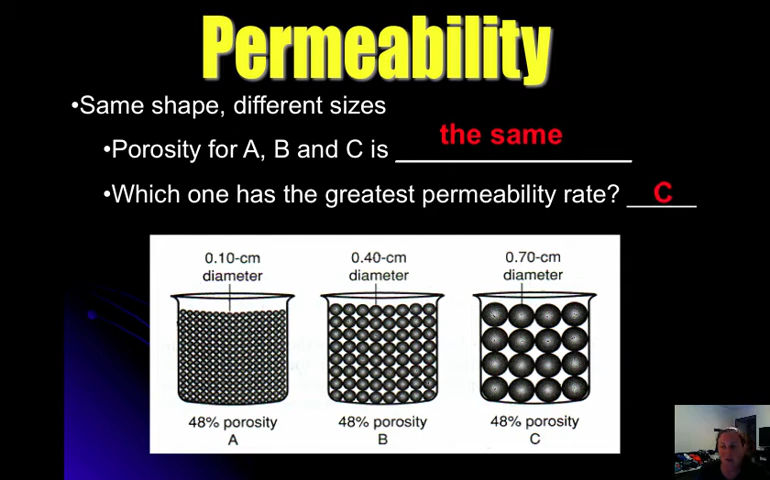 Permeability
•Same shape, different sizes
•Porosity for A, B and C is the same
•Which one has the greatest permeability rate? C
0.10-cm diameter
0.40-cm diameter
0.70-cm diameter
48% porosity
A
48% porosity
B
48% porosity
C